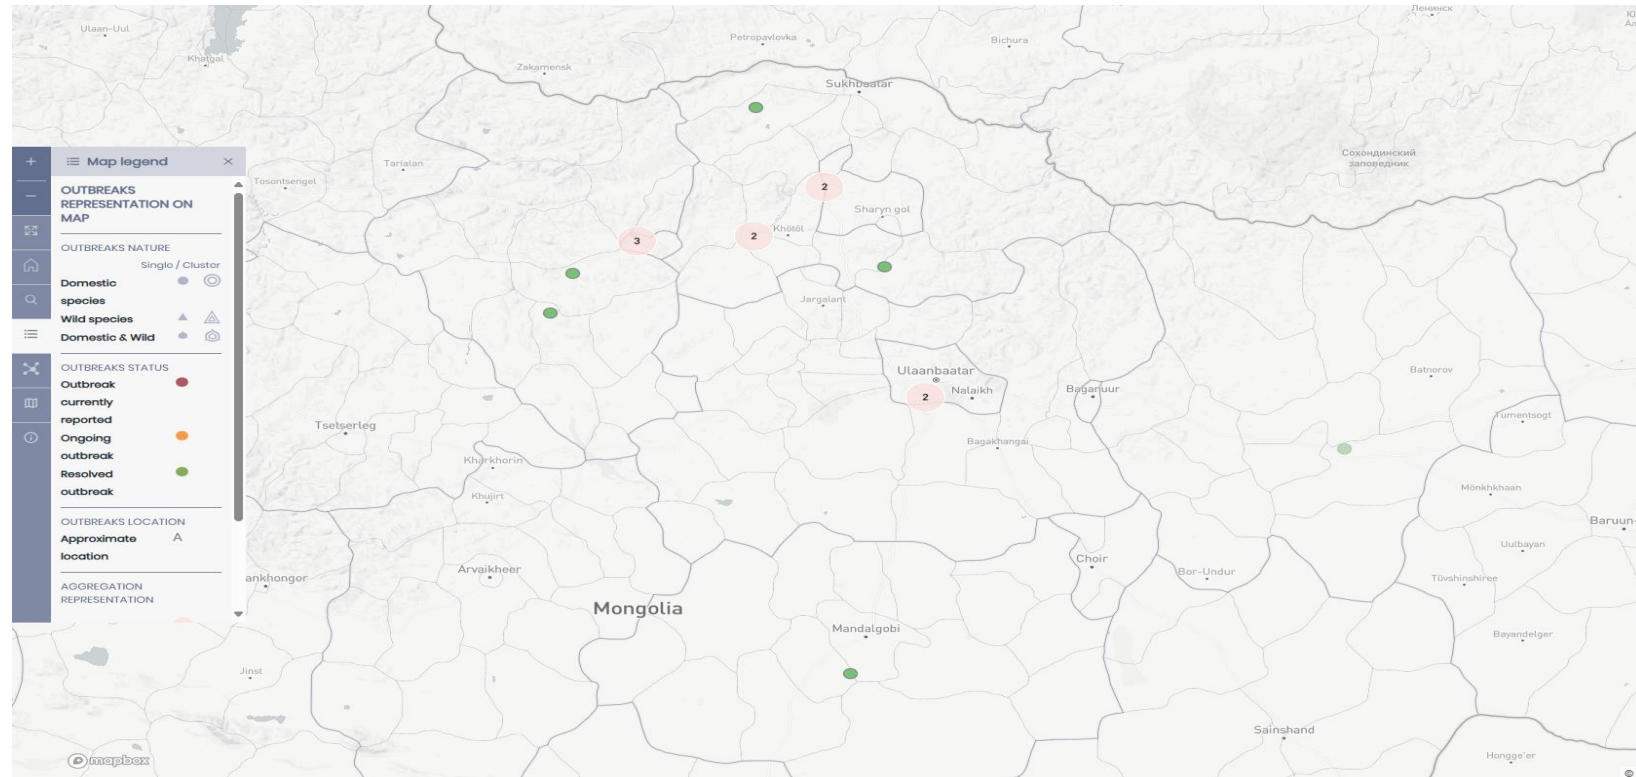 Ulaan-Uul
Khatgal
Zakamensk
Petropavlovka
Bichura
Ленинск
Sukhbaatar
Tarialan
Tosontsengel
Сохондинский
заповедник
2
Sharyn gol
3
2
Khötöl
Jargalant
Ulaanbaatar
Nalaikh
2
Baganuur
Batnorov
Tumentsogt
Tsetserleg
Bagakhangai
Kharkhorin
Khujirt
Mönkhkhaan
Baruun-
Uulbayan
Choir
Bor-Undur
Tüvshinshiree
Arvaikheer
ankhongor
Mongolia
Mandalgobi
Bayandelger
Jinst
Sainshand
Hongge'er
Map legend
OUTBREAKS
REPRESENTATION ON
MAP
OUTBREAKS NATURE
Single / Cluster
Domestic
species
Wild species
Domestic & Wild
OUTBREAKS STATUS
Outbreak
currently
reported
Ongoing
outbreak
Resolved
outbreak
OUTBREAKS LOCATION
Approximate A
location
AGGREGATION
REPRESENTATION
mapbox
©